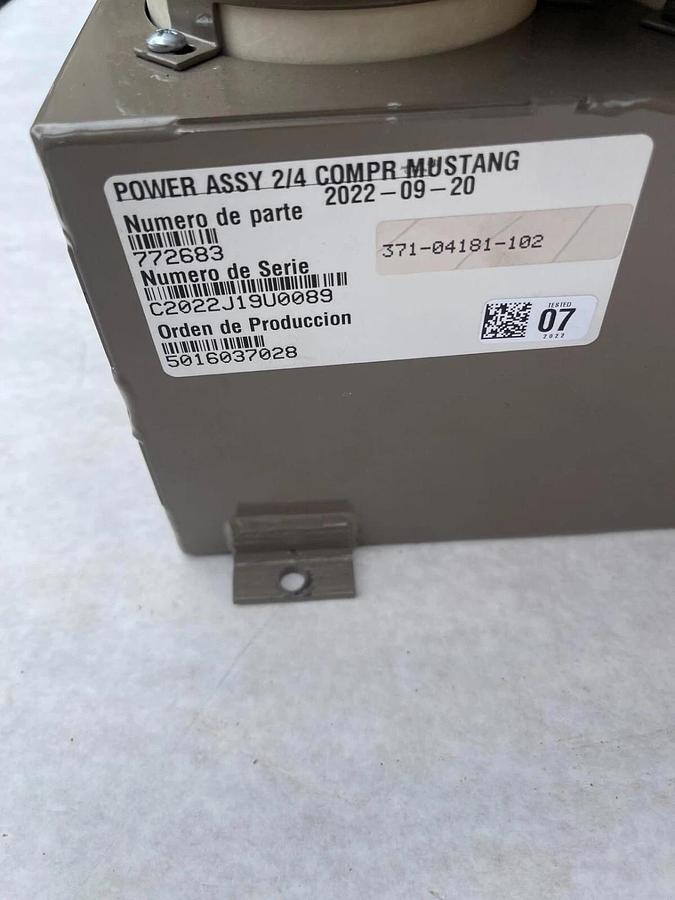 POWER ASSY 2/4 COMPR MUSTANG
2022-09-20
Numero de parte
772683
371-04181-102
Numero de Serie
C2022J19U0089
Orden de Produccion
5016037028
TESTED
07
2022